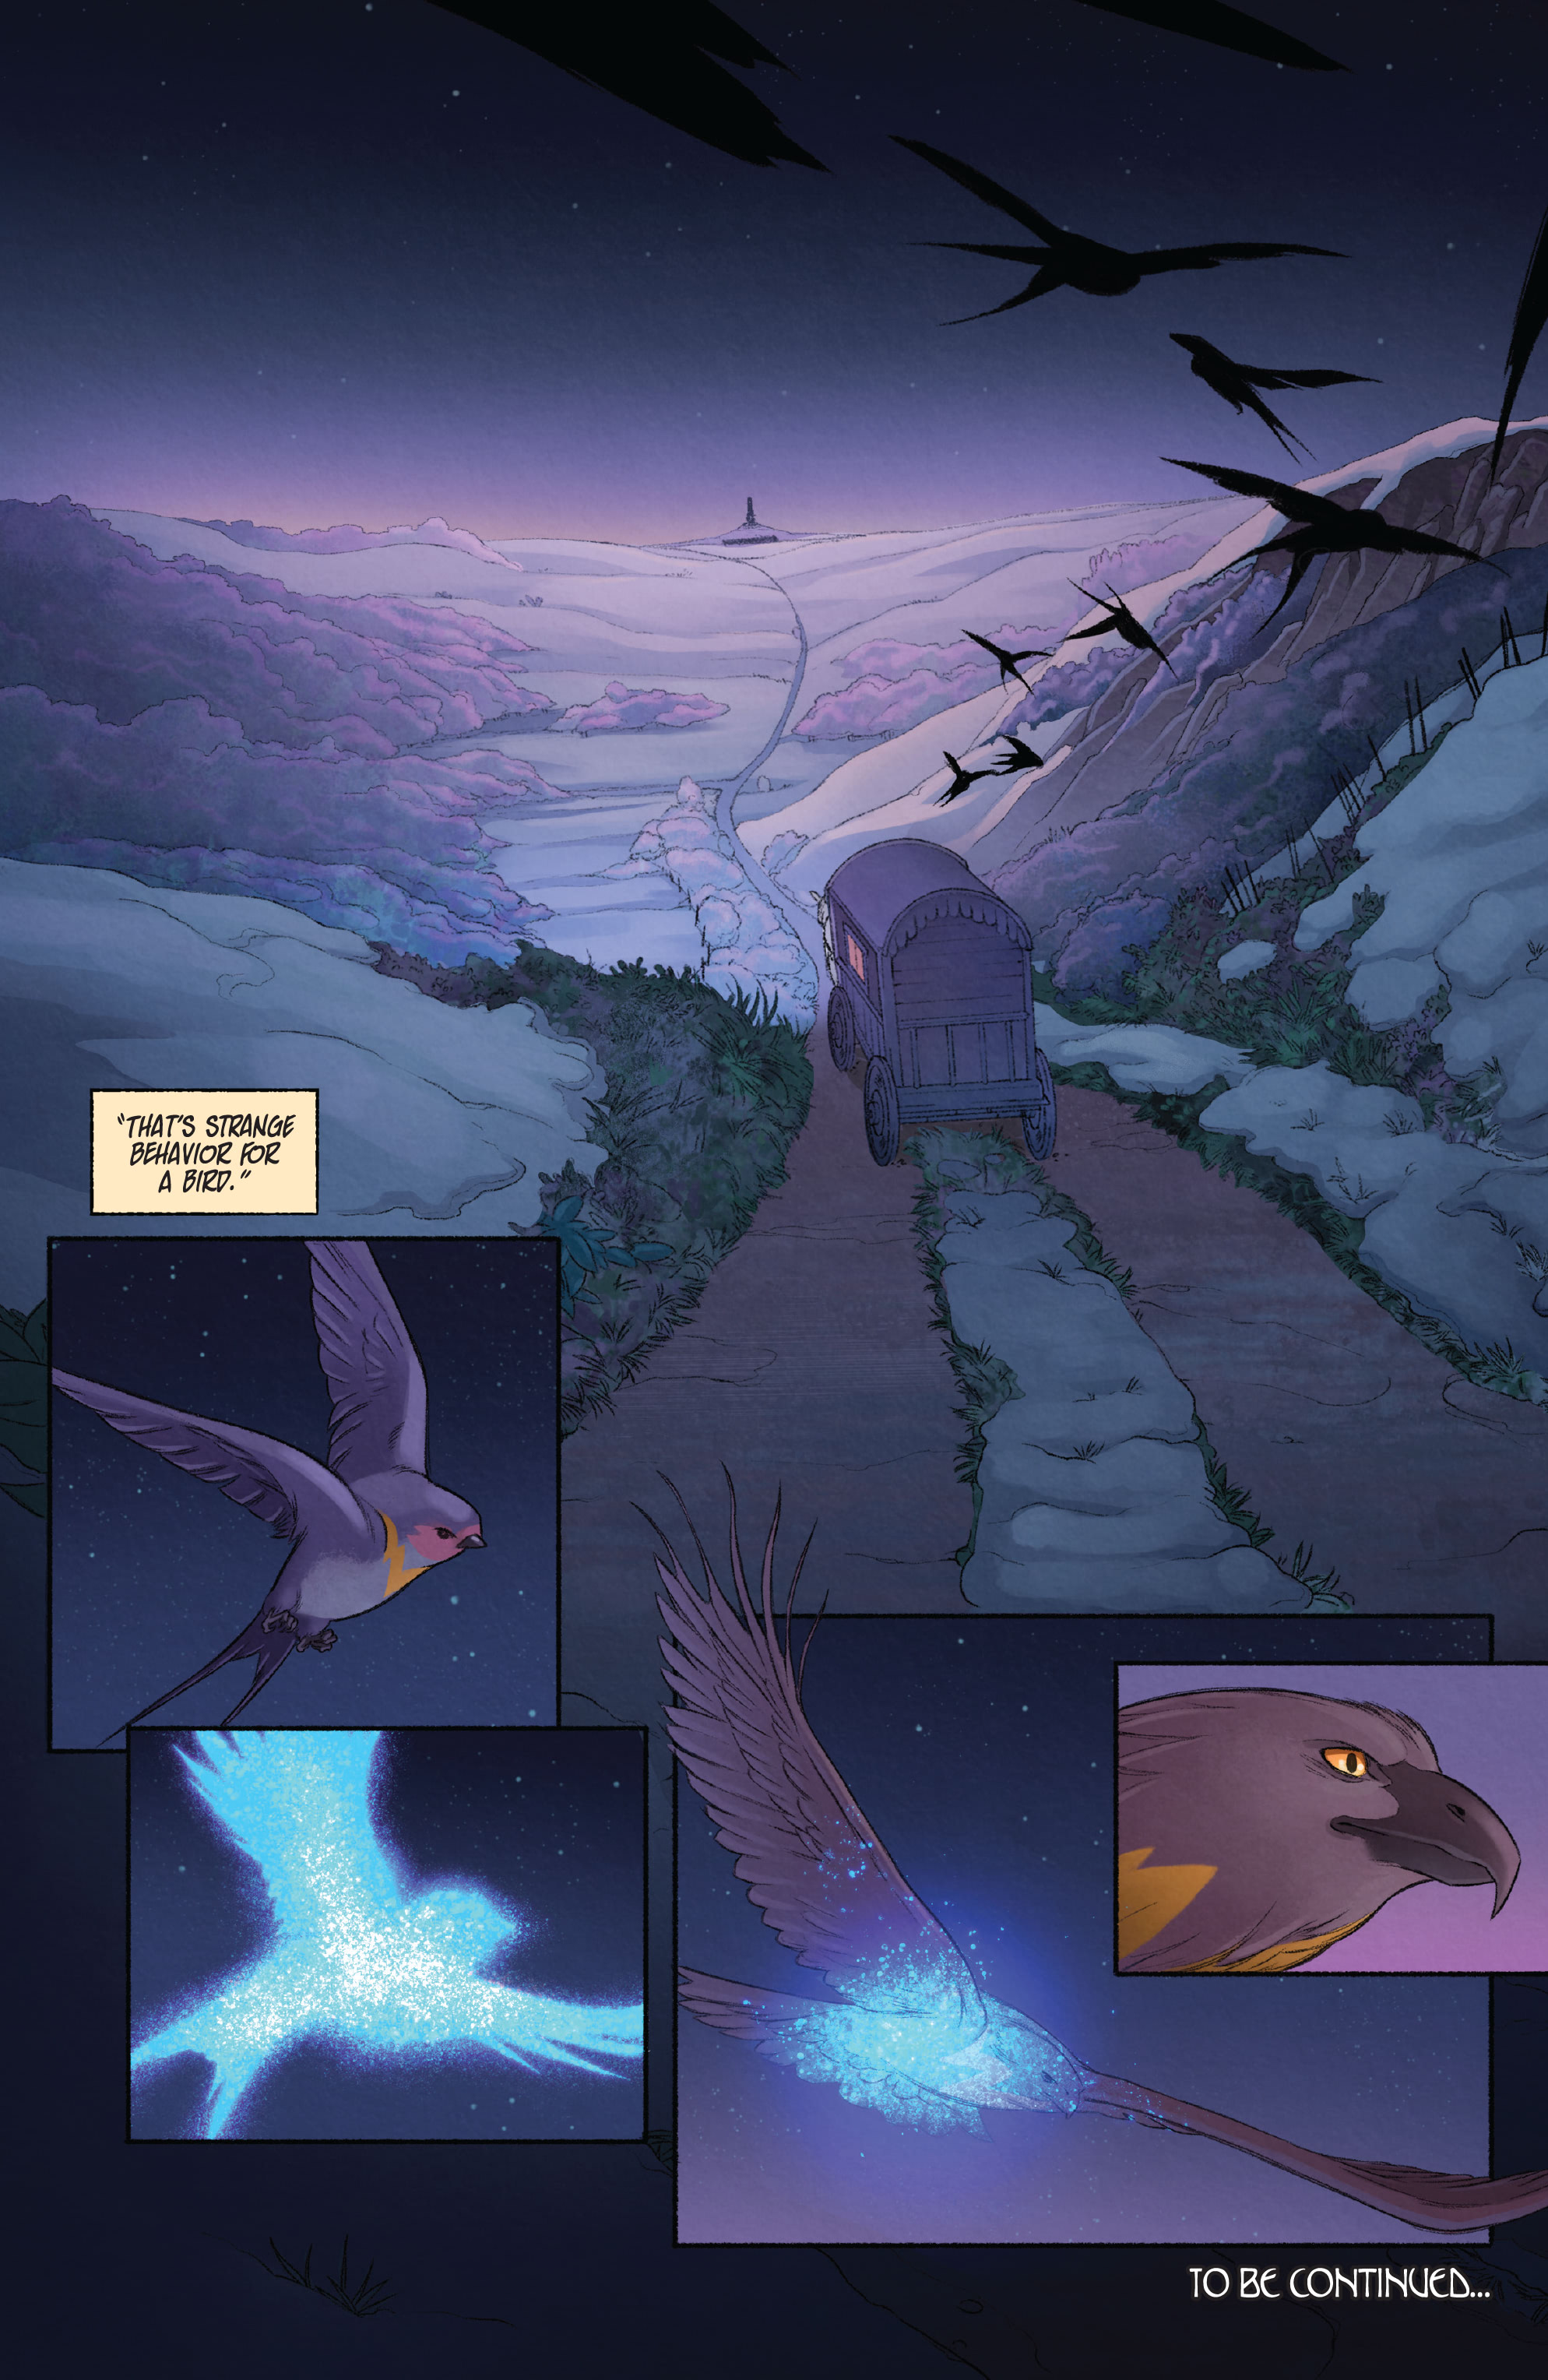 "THAT'S STRANGE
BEHAVIOR FOR
A BIRD."
TO BE CONTINUED...